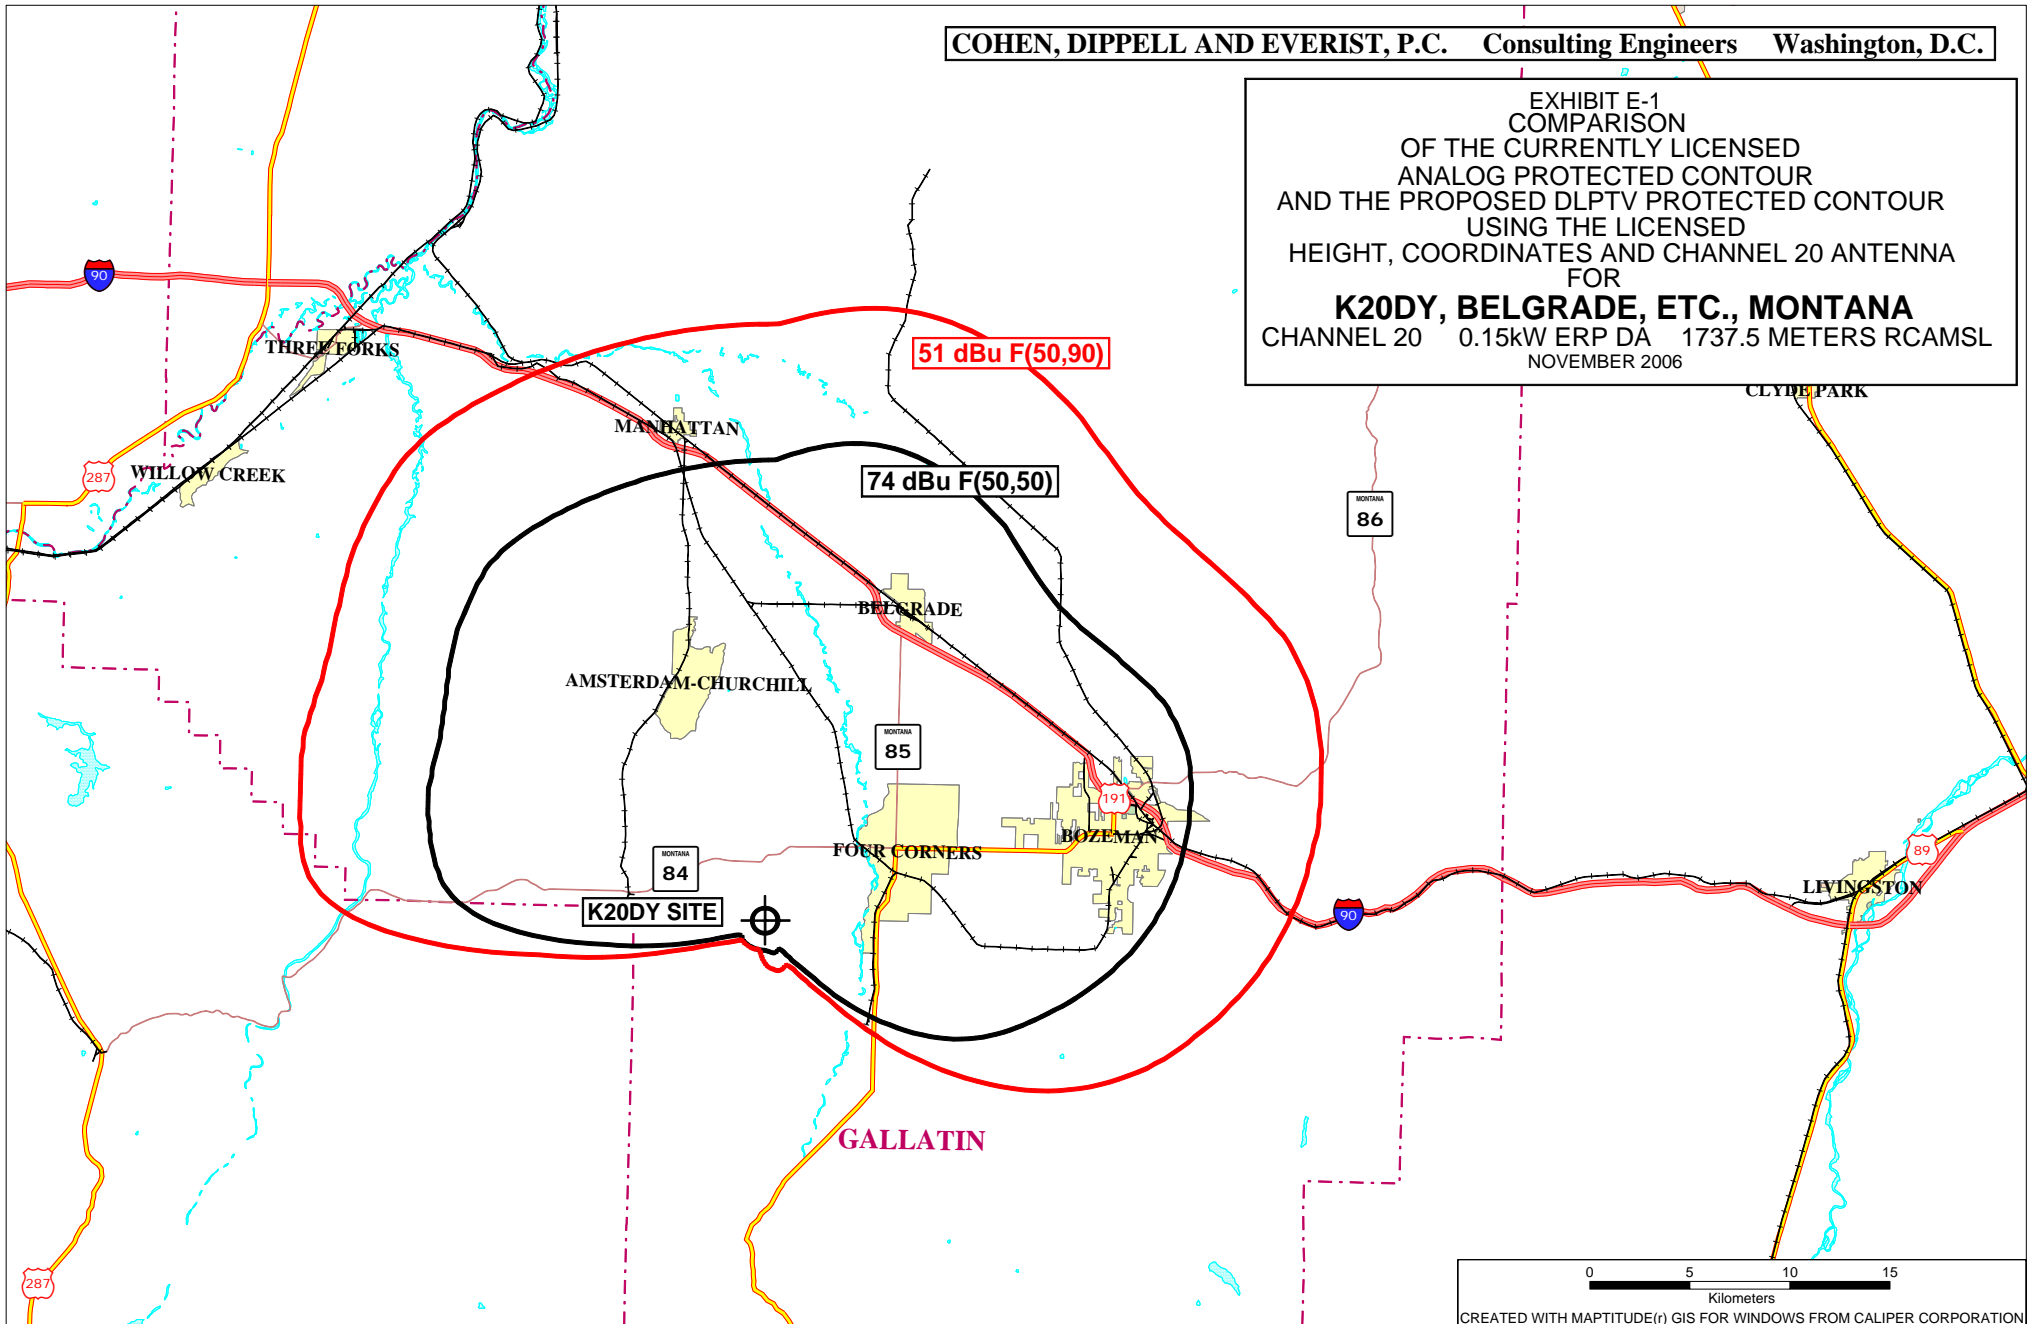 COHEN, DIPPELL AND EVERIST, P.C. Consulting Engineers Washington, D.C.
EXHIBIT E-1
COMPARISON
OF THE CURRENTLY LICENSED
ANALOG PROTECTED CONTOUR
AND THE PROPOSED DLPTV PROTECTED CONTOUR
USING THE LICENSED
HEIGHT, COORDINATES AND CHANNEL 20 ANTENNA
FOR
K20DY, BELGRADE, ETC., MONTANA
CHANNEL 20 0.15kW ERP DA 1737.5 METERS RCAMSL
NOVEMBER 2006
90
THREE FORKS
51 dBu F(50,90)
CLYDE PARK
MANHATTAN
287
WILLOW CREEK
74 dBu F(50,50)
MONTANA
86
BELGRADE
AMSTERDAM-CHURCHILL
MONTANA
85
191
BOZEMAN
FOUR CORNERS
MONTANA
84
89
LIVINGSTON
K20DY SITE
90
GALLATIN
287
0 5 10 15
Kilometers
CREATED WITH MAPTITUDE(r) GIS FOR WINDOWS FROM CALIPER CORPORATION